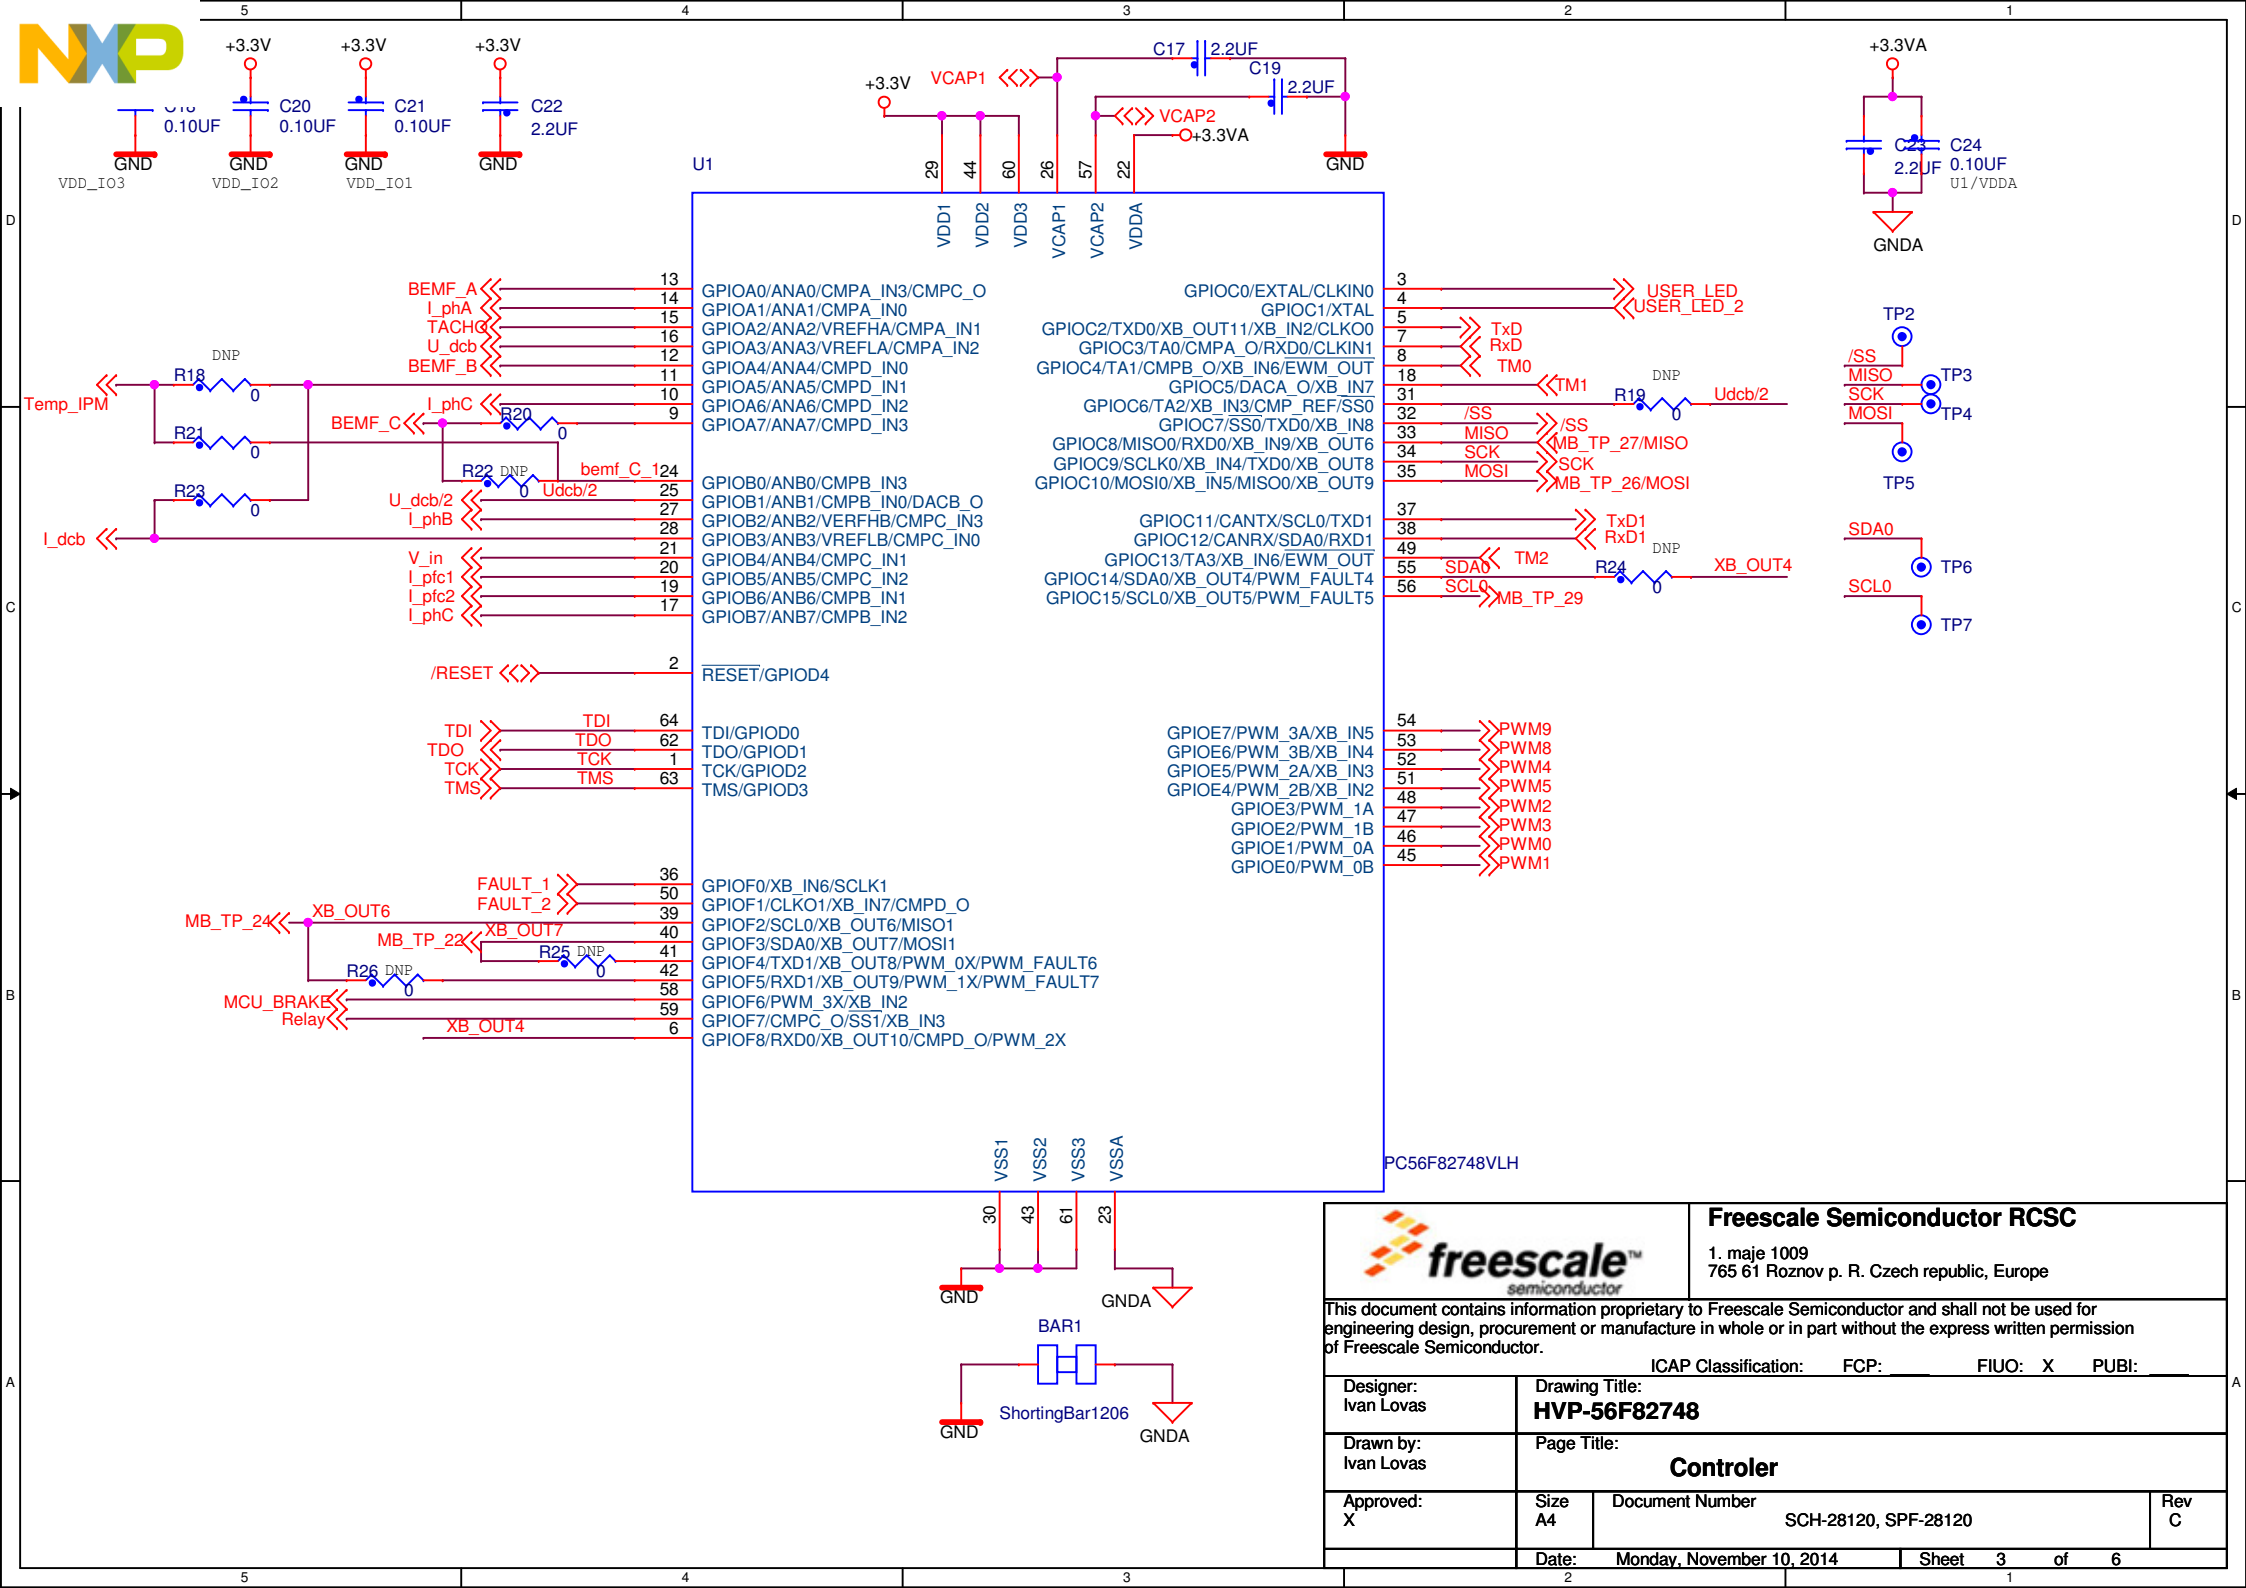 5
4
3
2
1
NXP
+3.3V
+3.3V
+3.3V
0.10UF
GND
VDD_IO3
C20
0.10UF
GND
VDD_IO2
C21
0.10UF
GND
VDD_IO1
C22
2.2UF
GND
+3.3V
VCAP1
C17
2.2UF
C19
2.2UF
VCAP2
+3.3VA
GND
+3.3VA
C23
2.2UF
C24
0.10UF
U1/VDDA
GNDA
U1
29
44
60
26
57
22
VDD1
VDD2
VDD3
VCAP1
VCAP2
VDDA
D
D
BEMF_A
13
GPIOA0/ANA0/CMPA_IN3/CMPC_O
I_phA
14
GPIOA1/ANA1/CMPA_IN0
TACHO
15
GPIOA2/ANA2/VREFHA/CMPA_IN1
U_dcb
16
GPIOA3/ANA3/VREFLA/CMPA_IN2
BEMF_B
12
GPIOA4/ANA4/CMPD_IN0
11
GPIOA5/ANA5/CMPD_IN1
I_phC
10
GPIOA6/ANA6/CMPD_IN2
9
GPIOA7/ANA7/CMPD_IN3
DNP
R18
0
Temp_IPM
BEMF_C
R20
0
R21
0
R22 DNP
0
bemf_C_1
24
GPIOB0/ANB0/CMPB_IN3
R23
0
Udcb/2
U_dcb/2
25
GPIOB1/ANB1/CMPB_IN0/DACB_O
I_phB
27
GPIOB2/ANB2/VERFHB/CMPC_IN3
I_dcb
28
GPIOB3/ANB3/VREFLB/CMPC_IN0
V_in
21
GPIOB4/ANB4/CMPC_IN1
I_pfc1
20
GPIOB5/ANB5/CMPC_IN2
I_pfc2
19
GPIOB6/ANB6/CMPB_IN1
I_phC
17
GPIOB7/ANB7/CMPB_IN2
/RESET
2
RESET/GPIOD4
TDI
TDI
64
TDI/GPIOD0
TDO
TDO
62
TDO/GPIOD1
TCK
TCK
1
TCK/GPIOD2
TMS
TMS
63
TMS/GPIOD3
FAULT_1
36
GPIOF0/XB_IN6/SCLK1
FAULT_2
50
GPIOF1/CLKO1/XB_IN7/CMPD_O
MB_TP_24
XB_OUT6
39
GPIOF2/SCL0/XB_OUT6/MISO1
MB_TP_22
XB_OUT7
40
GPIOF3/SDA0/XB_OUT7/MOSI1
R25 DNP
0
41
GPIOF4/TXD1/XB_OUT8/PWM_0X/PWM_FAULT6
R26 DNP
0
42
GPIOF5/RXD1/XB_OUT9/PWM_1X/PWM_FAULT7
MCU_BRAKE
58
GPIOF6/PWM_3X/XB_IN2
Relay
59
GPIOF7/CMPC_O/SS1/XB_IN3
XB_OUT4
6
GPIOF8/RXD0/XB_OUT10/CMPD_O/PWM_2X
GPIOC0/EXTAL/CLKIN0
3
USER_LED
GPIOC1/XTAL
4
USER_LED_2
GPIOC2/TXD0/XB_OUT11/XB_IN2/CLKO0
5
TxD
GPIOC3/TA0/CMPA_O/RXD0/CLKIN1
7
RxD
GPIOC4/TA1/CMPB_O/XB_IN6/EWM_OUT
8
TM0
GPIOC5/DACA_O/XB_IN7
18
TM1
GPIOC6/TA2/XB_IN3/CMP_REF/SS0
31
DNP
R19
0
Udcb/2
GPIOC7/SS0/TXD0/XB_IN8
32
/SS
/SS
GPIOC8/MISO0/RXD0/XB_IN9/XB_OUT6
33
MISO
MB_TP_27/MISO
GPIOC9/SCLK0/XB_IN4/TXD0/XB_OUT8
34
SCK
SCK
GPIOC10/MOSI0/XB_IN5/MISO0/XB_OUT9
35
MOSI
MB_TP_26/MOSI
GPIOC11/CANTX/SCL0/TXD1
37
TxD1
GPIOC12/CANRX/SDA0/RXD1
38
RxD1
GPIOC13/TA3/XB_IN6/EWM_OUT
49
TM2
GPIOC14/SDA0/XB_OUT4/PWM_FAULT4
55
SDA0
DNP
R24
0
XB_OUT4
GPIOC15/SCL0/XB_OUT5/PWM_FAULT5
56
SCL0
MB_TP_29
TP2
/SS
MISO
TP3
SCK
TP4
MOSI
TP5
SDA0
TP6
SCL0
TP7
C
C
GPIOE7/PWM_3A/XB_IN5
54
PWM9
GPIOE6/PWM_3B/XB_IN4
53
PWM8
GPIOE5/PWM_2A/XB_IN3
52
PWM4
GPIOE4/PWM_2B/XB_IN2
51
PWM5
GPIOE3/PWM_1A
48
PWM2
GPIOE2/PWM_1B
47
PWM3
GPIOE1/PWM_0A
46
PWM0
GPIOE0/PWM_0B
45
PWM1
B
B
VSS1
VSS2
VSS3
VSSA
PC56F82748VLH
30
43
61
23
GND
GNDA
BAR1
ShortingBar1206
GND
GNDA
A
A
freescale™
semiconductor
Freescale Semiconductor RCSC
1. maje 1009
765 61 Roznov p. R. Czech republic, Europe
This document contains information proprietary to Freescale Semiconductor and shall not be used for
engineering design, procurement or manufacture in whole or in part without the express written permission
of Freescale Semiconductor.
ICAP Classification: FCP: ____ FIUO: X PUBI: ____
Designer:
Ivan Lovas
Drawing Title:
HVP-56F82748
Drawn by:
Ivan Lovas
Page Title:
Controler
Approved:
X
Size
A4
Document Number
SCH-28120, SPF-28120
Rev
C
Date: Monday, November 10, 2014
Sheet 3 of 6
5
4
3
2
1